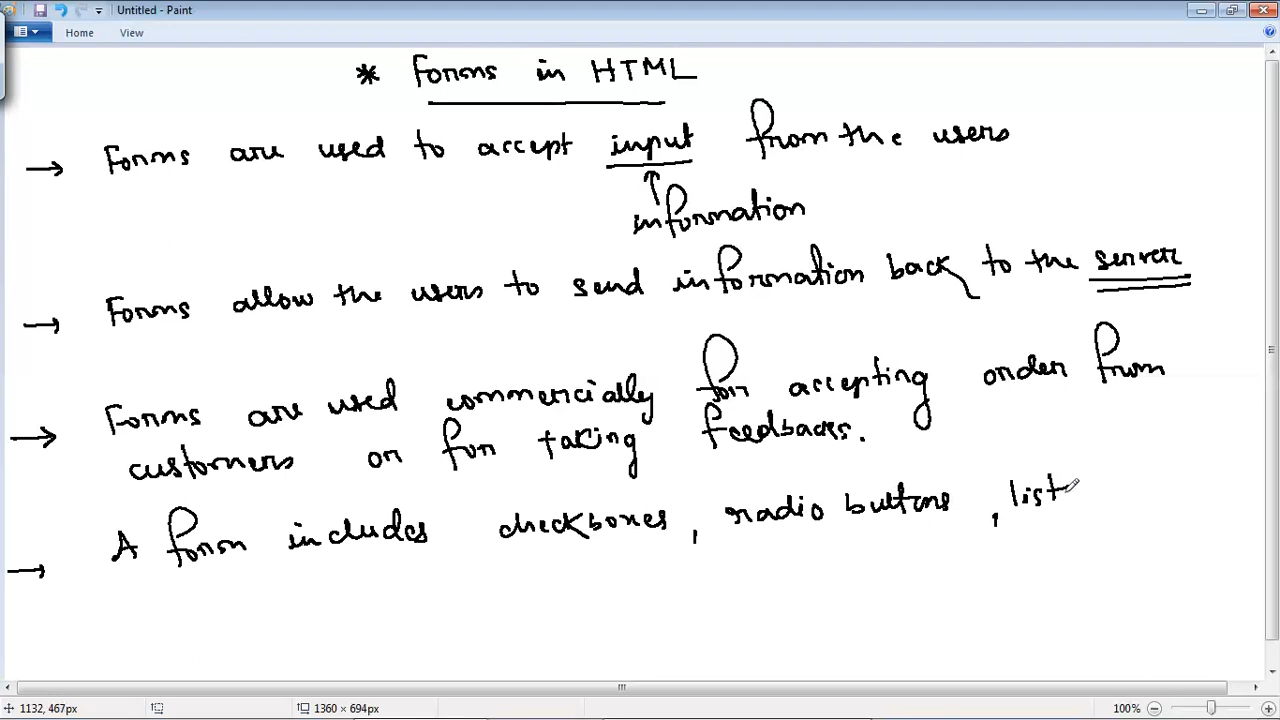 Untitled - Paint
Home View
* Forms in HTML
→ Forms are used to accept input from the users
↑
information
→ Forms allow the users to send information back to the server
→ Forms are used commercially for accepting order from
customers or for taking feedbacks.
→ A form includes checkboxes, radio buttons, list
1132, 467px 1360 × 694px 100%